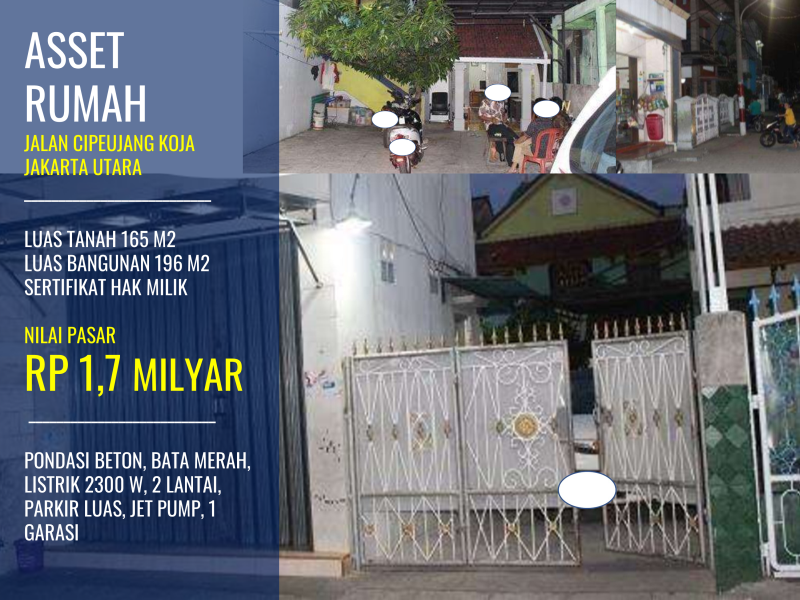 ASSET
RUMAH
JALAN CIPEUJANG KOJA
JAKARTA UTARA
LUAS TANAH 165 M2
LUAS BANGUNAN 196 M2
SERTIFIKAT HAK MILIK
NILAI PASAR
RP 1,7 MILYAR
PONDASI BETON, BATA MERAH,
LISTRIK 2300 W, 2 LANTAI,
PARKIR LUAS, JET PUMP, 1
GARASI